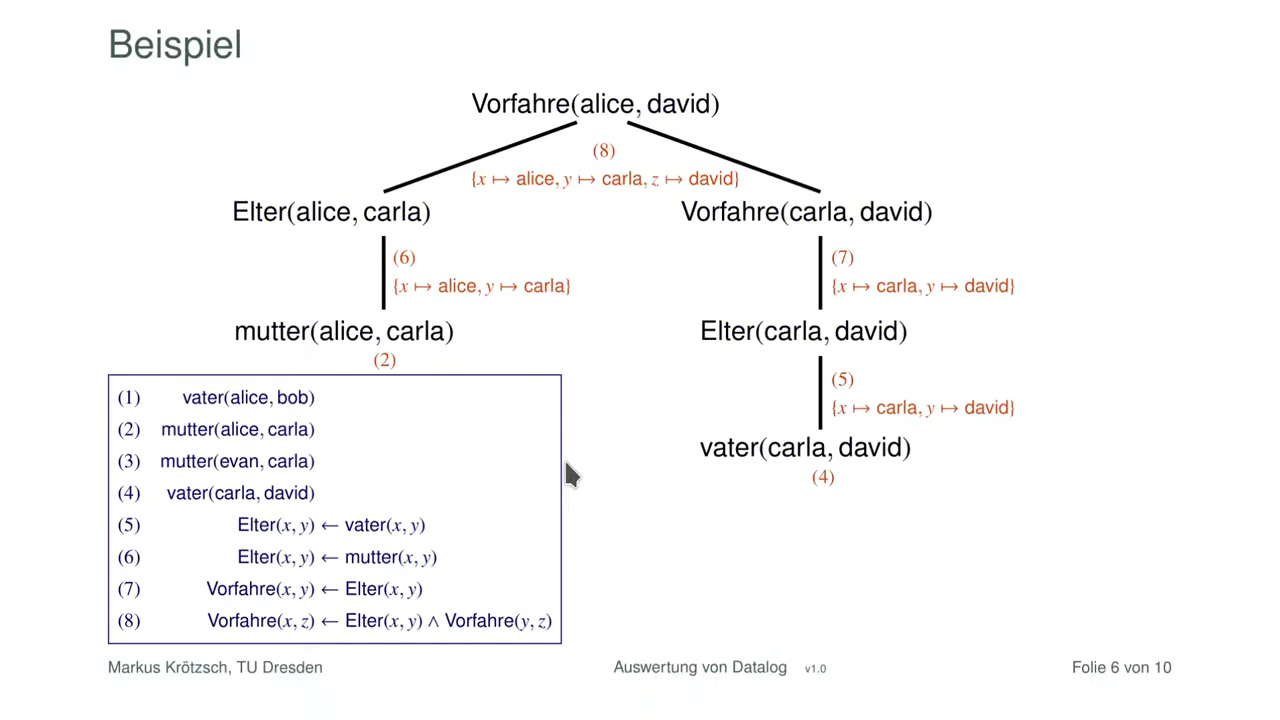 Beispiel
Vorfahre(alice, david)
(8)
{x ↦ alice, y ↦ carla, z ↦ david}
Elter(alice, carla)
Vorfahre(carla, david)
(6)
{x ↦ alice, y ↦ carla}
(7)
{x ↦ carla, y ↦ david}
mutter(alice, carla)
(2)
Elter(carla, david)
(5)
{x ↦ carla, y ↦ david}
vater(carla, david)
(4)
(1) vater(alice, bob)
(2) mutter(alice, carla)
(3) mutter(evan, carla)
(4) vater(carla, david)
(5) Elter(x, y) ← vater(x, y)
(6) Elter(x, y) ← mutter(x, y)
(7) Vorfahre(x, y) ← Elter(x, y)
(8) Vorfahre(x, z) ← Elter(x, y) ∧ Vorfahre(y, z)
Markus Krötzsch, TU Dresden
Auswertung von Datalog v1.0
Folie 6 von 10